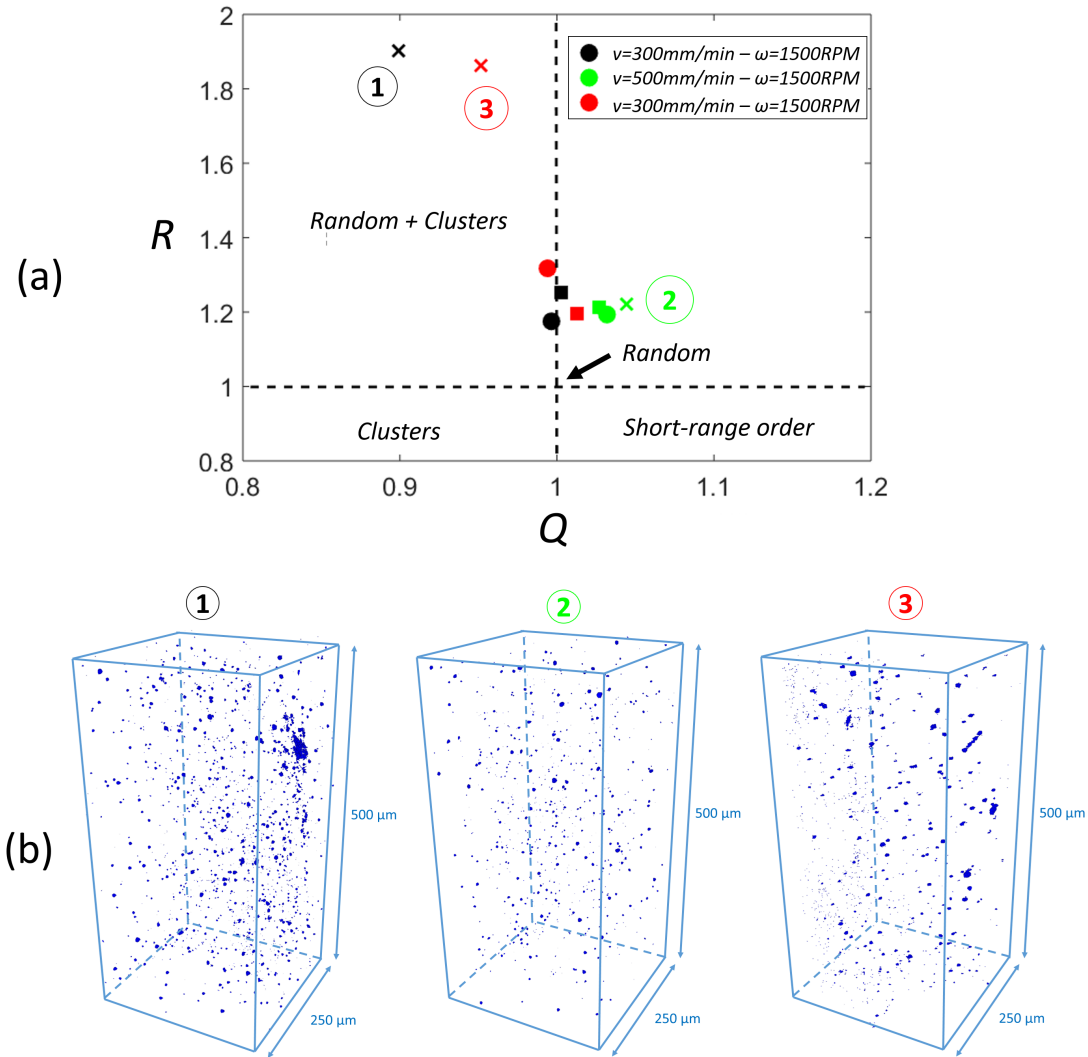 2
1.8
1.6
1.4
1.2
1
0.8
0.8
0.9
1
1.1
1.2
R
Q
(a)
v=300mm/min – ω=1500RPM
v=500mm/min – ω=1500RPM
v=300mm/min – ω=1500RPM
1
3
Random + Clusters
2
Random
Clusters
Short-range order
(b)
1
2
3
500 μm
500 μm
500 μm
250 μm
250 μm
250 μm